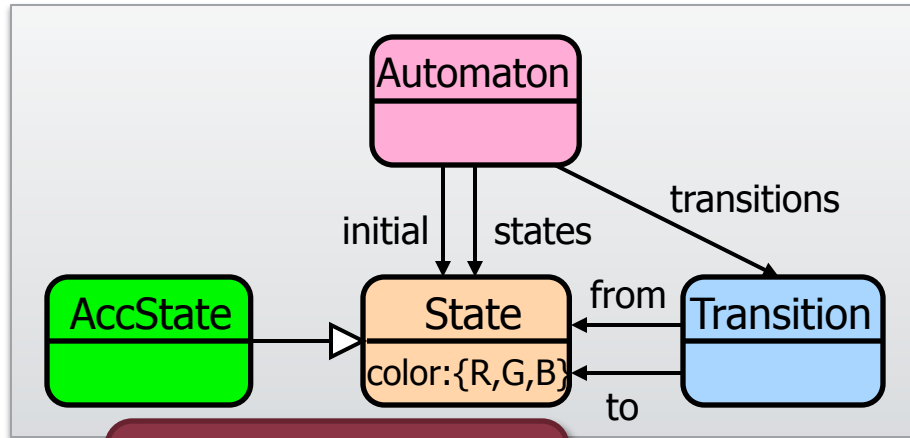 Automaton
transitions
initial
states
AccState
State
from
Transition
color:{R,G,B}
to